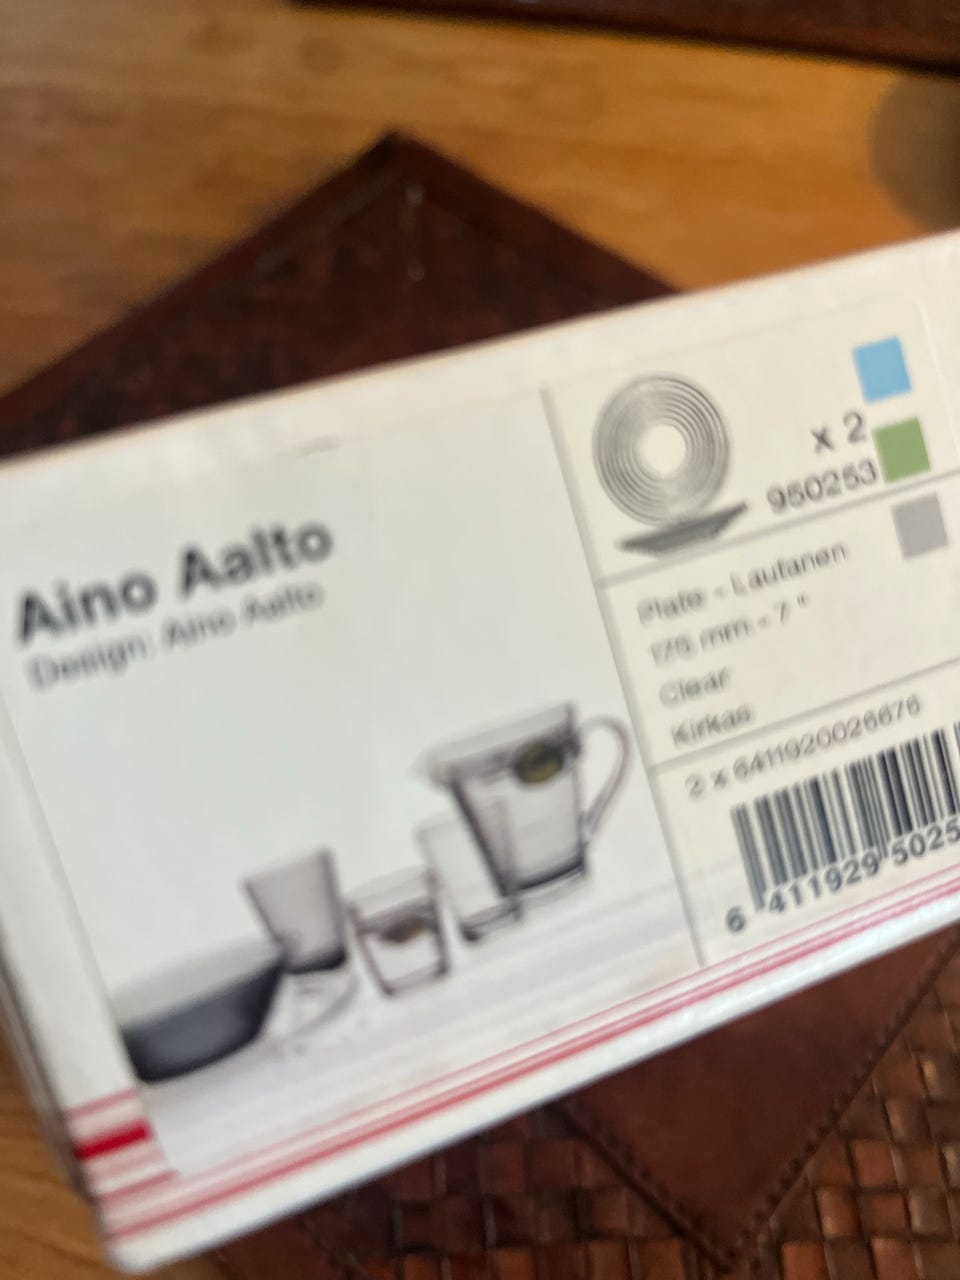 Aino Aalto
Design: Aino Aalto
x 2
950253
Plate - Lautanen
175 mm - 7 "
Clear
Kirkas
2 x 6411920026676
6 411929 5025